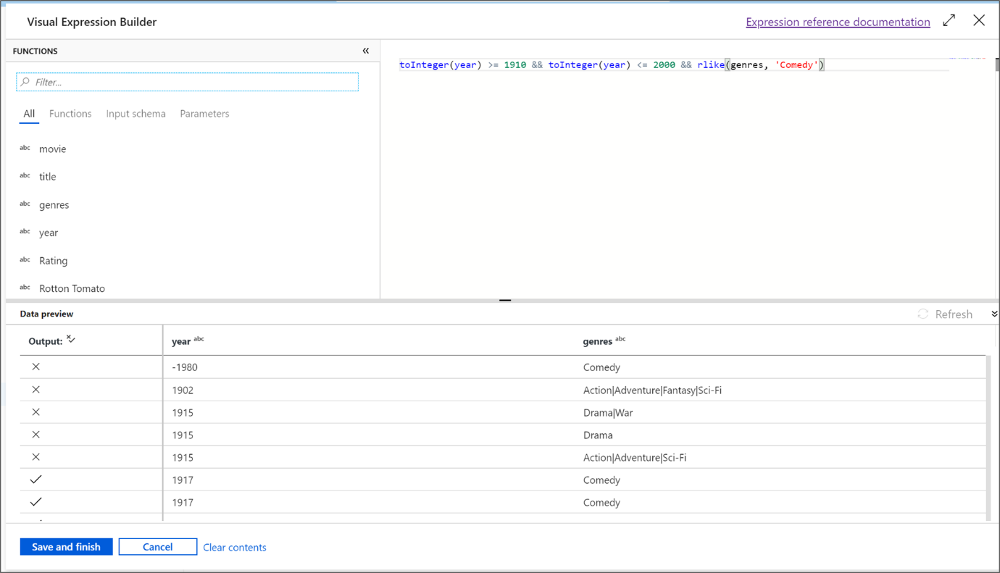 Visual Expression Builder
Expression reference documentation
FUNCTIONS
«
Filter...
All Functions Input schema Parameters
abc movie
abc title
abc genres
abc year
abc Rating
abc Rotton Tomato
toInteger(year) >= 1910 && toInteger(year) <= 2000 && rlike(genres, 'Comedy')
Data preview
Refresh
Output: year abc genres abc
-1980 Comedy
1902 Action|Adventure|Fantasy|Sci-Fi
1915 Drama|War
1915 Drama
1915 Action|Adventure|Sci-Fi
1917 Comedy
1917 Comedy
Save and finish Cancel Clear contents